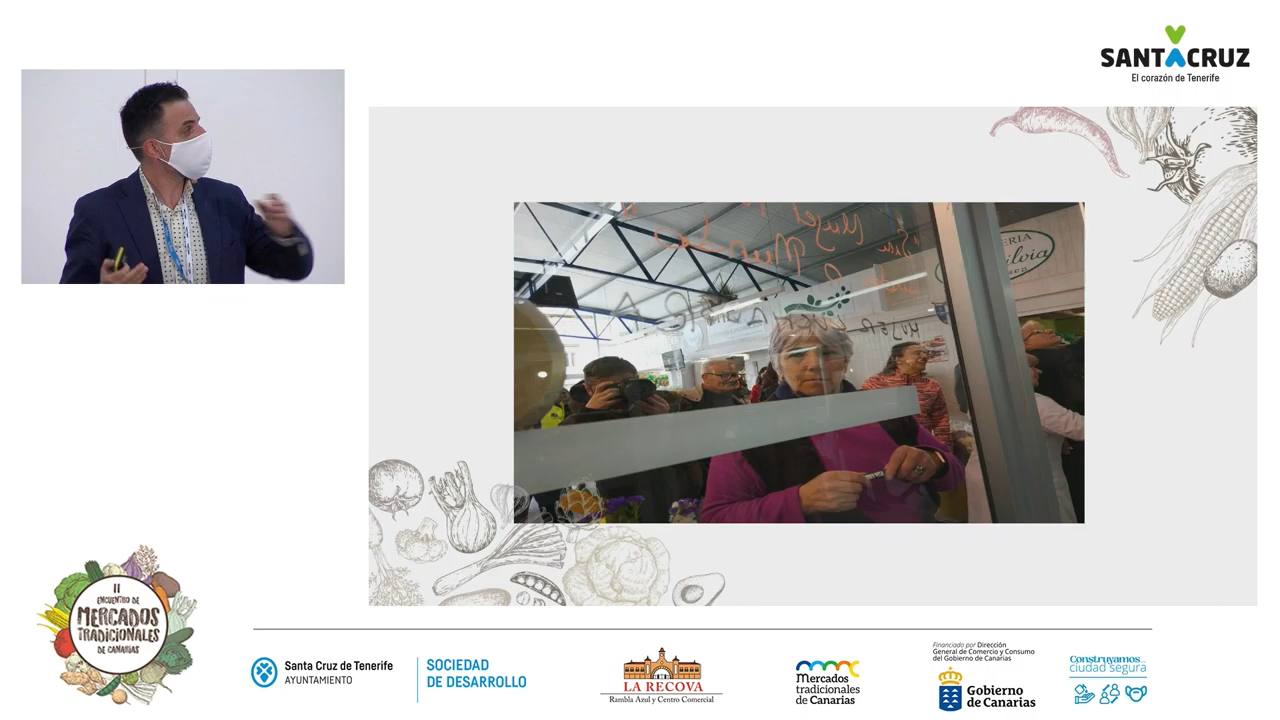 SANTACRUZ
El corazón de Tenerife
II
ENCUENTRO DE
MERCADOS
TRADICIONALES
DE CANARIAS
Santa Cruz de Tenerife
AYUNTAMIENTO
SOCIEDAD
DE DESARROLLO
LA RECOVA
Rambla Azul y Centro Comercial
Mercados
tradicionales
de Canarias
Financiado por Dirección
General de Comercio y Consumo
del Gobierno de Canarias
Gobierno
de Canarias
Construyamos
ciudad segura